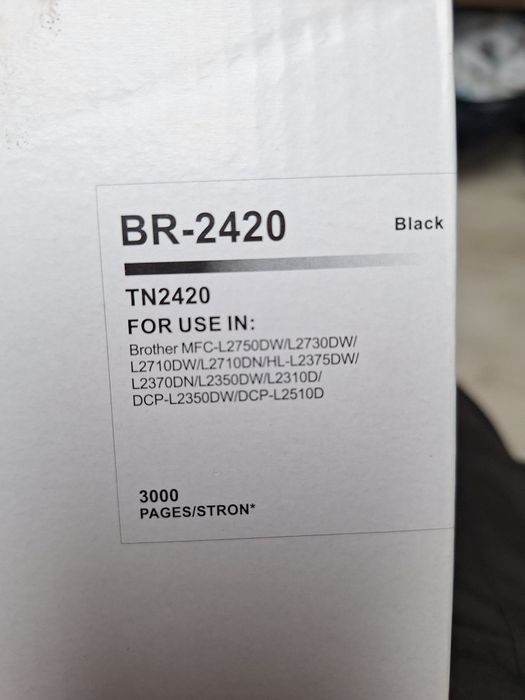 BR-2420
Black
TN2420
FOR USE IN:
Brother MFC-L2750DW/L2730DW/
L2710DW/L2710DN/HL-L2375DW/
L2370DN/L2350DW/L2310D/
DCP-L2350DW/DCP-L2510D
3000
PAGES/STRON*